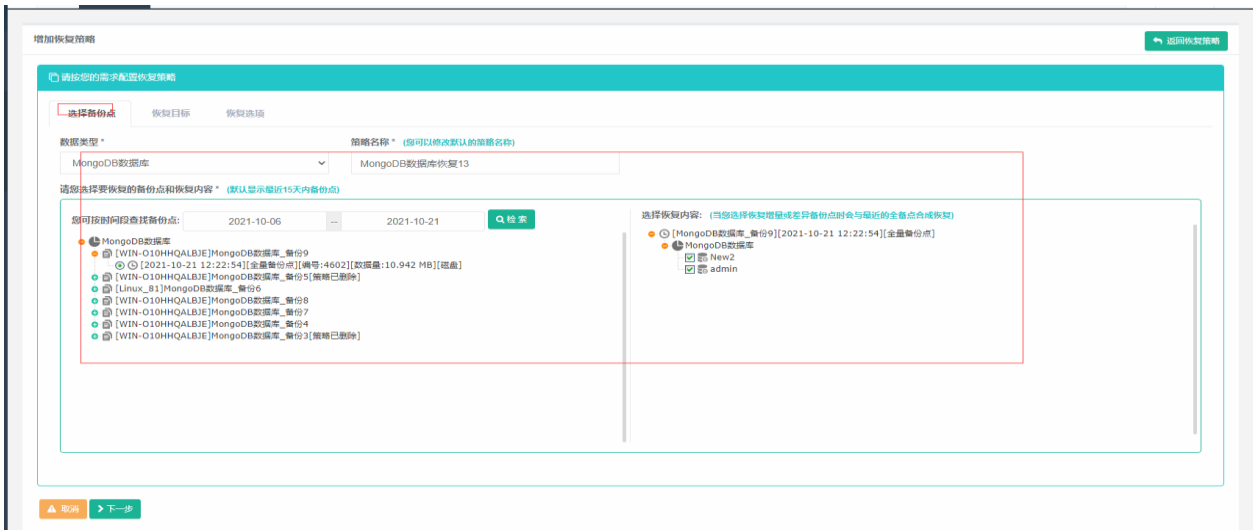 增加恢复策略
返回恢复策略
请按您的需求配置恢复策略
选择备份点 恢复目标 恢复选项
数据类型 * 策略名称 * (您可以修改默认的策略名称)
MongoDB数据库 MongoDB数据库恢复13
请您选择要恢复的备份点和恢复内容 * (默认显示最近15天内备份点)
您可按时间段查找备份点: 2021-10-06 -- 2021-10-21 检 索
MongoDB数据库
[WIN-O10HHQALBJE]MongoDB数据库_备份9
[2021-10-21 12:22:54][全量备份点][编号:4602][数据量:10.942 MB][磁盘]
[WIN-O10HHQALBJE]MongoDB数据库_备份5[策略已删除]
[Linux_81]MongoDB数据库_备份6
[WIN-O10HHQALBJE]MongoDB数据库_备份8
[WIN-O10HHQALBJE]MongoDB数据库_备份7
[WIN-O10HHQALBJE]MongoDB数据库_备份4
[WIN-O10HHQALBJE]MongoDB数据库_备份3[策略已删除]
选择恢复内容: (当您选择恢复增量或差异备份点时会与最近的全备点合成恢复)
[MongoDB数据库_备份9][2021-10-21 12:22:54][全量备份点]
MongoDB数据库
New2
admin
取消 下一步